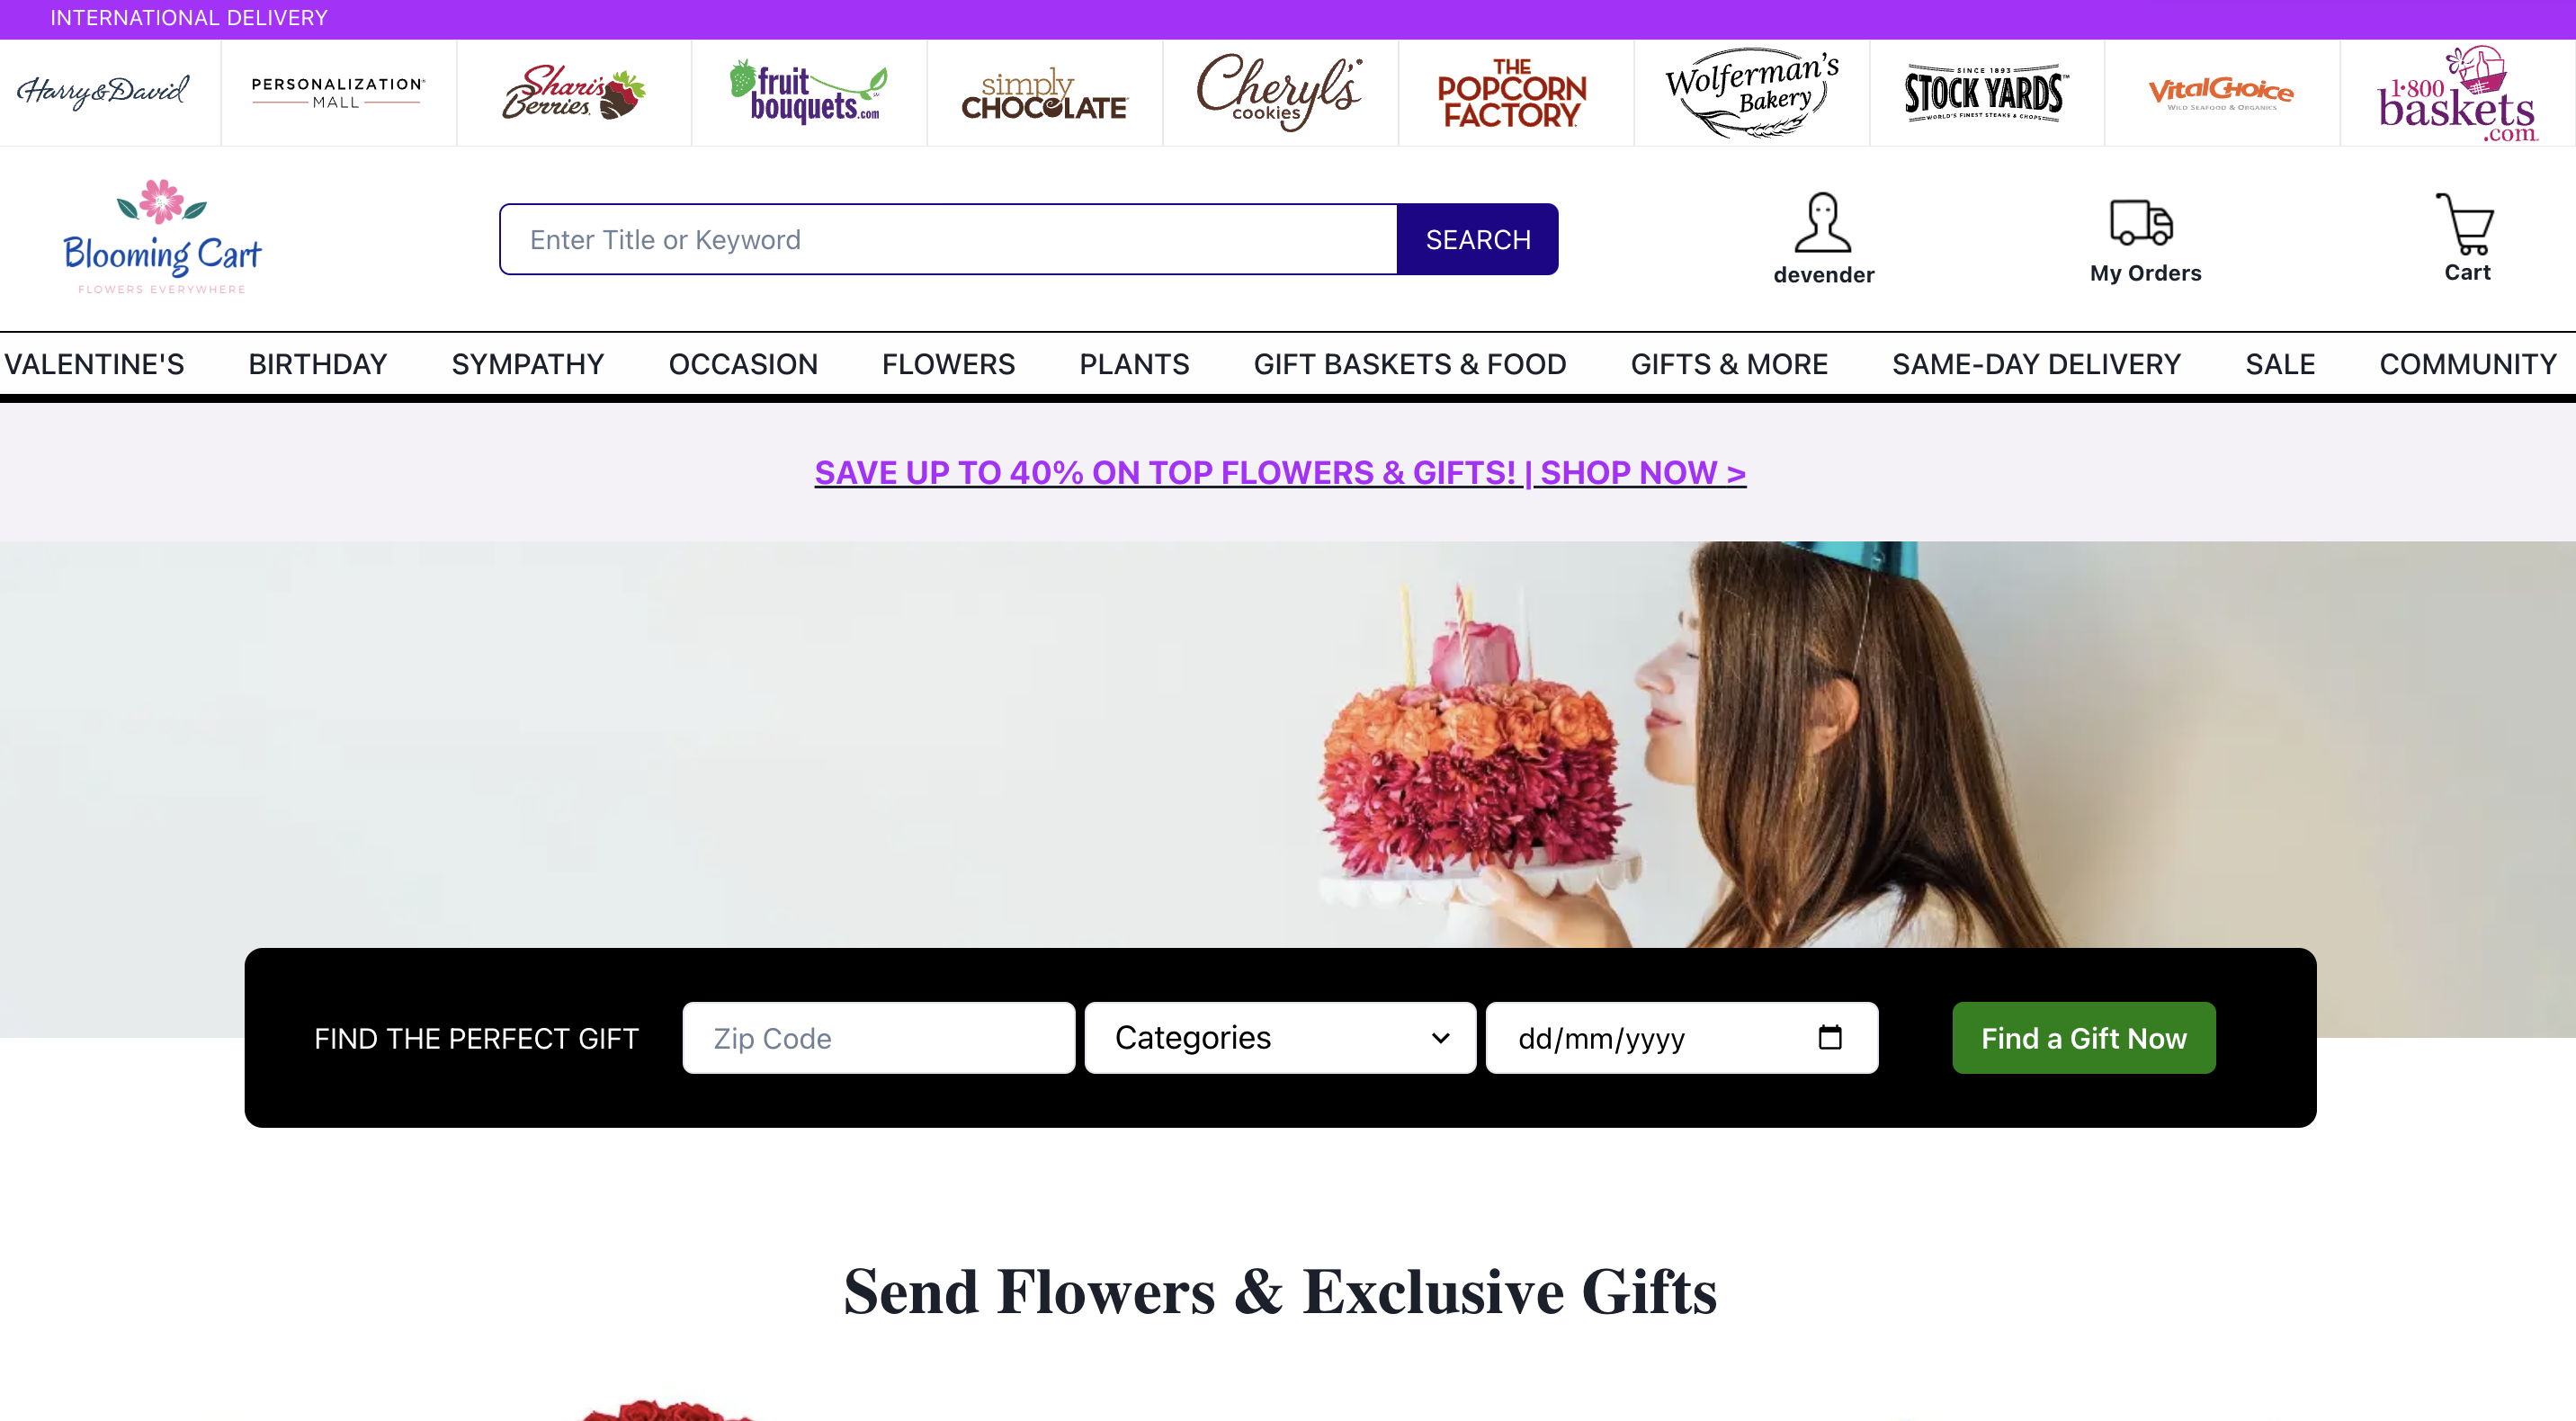 INTERNATIONAL DELIVERY
Harry & David
PERSONALIZATION MALL
Shari's Berries
fruit bouquets.com
simply CHOCOLATE
Cheryl's cookies
THE POPCORN FACTORY
Wolferman's Bakery
SINCE 1893 STOCK YARDS WORLD'S FINEST STEAKS & CHOPS
VitalChoice WILD SEAFOOD & ORGANICS
1·800 baskets .com
Blooming Cart
FLOWERS EVERYWHERE
Enter Title or Keyword
SEARCH
devender
My Orders
Cart
VALENTINE'S BIRTHDAY SYMPATHY OCCASION FLOWERS PLANTS GIFT BASKETS & FOOD GIFTS & MORE SAME-DAY DELIVERY SALE COMMUNITY
SAVE UP TO 40% ON TOP FLOWERS & GIFTS! | SHOP NOW >
FIND THE PERFECT GIFT Zip Code Categories dd/mm/yyyy Find a Gift Now
Send Flowers & Exclusive Gifts